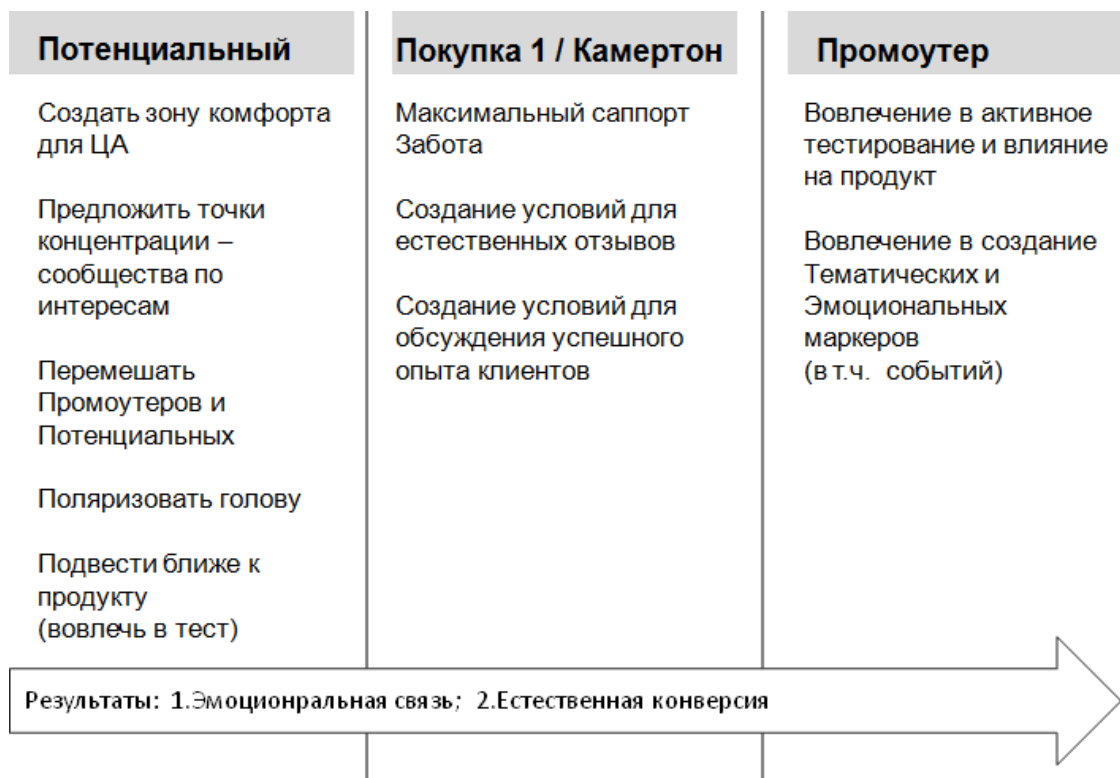 Потенциальный
Создать зону комфорта
для ЦА
Предложить точки
концентрации –
сообщества по
интересам
Перемешать
Промоутеров и
Потенциальных
Поляризовать голову
Подвести ближе к
продукту
(вовлечь в тест)
Покупка 1 / Камертон
Максимальный саппорт
Забота
Создание условий для
естественных отзывов
Создание условий для
обсуждения успешного
опыта клиентов
Промоутер
Вовлечение в активное
тестирование и влияние
на продукт
Вовлечение в создание
Тематических и
Эмоциональных
маркеров
(в т.ч. событий)
Результаты: 1.Эмоционральная связь; 2.Естественная конверсия